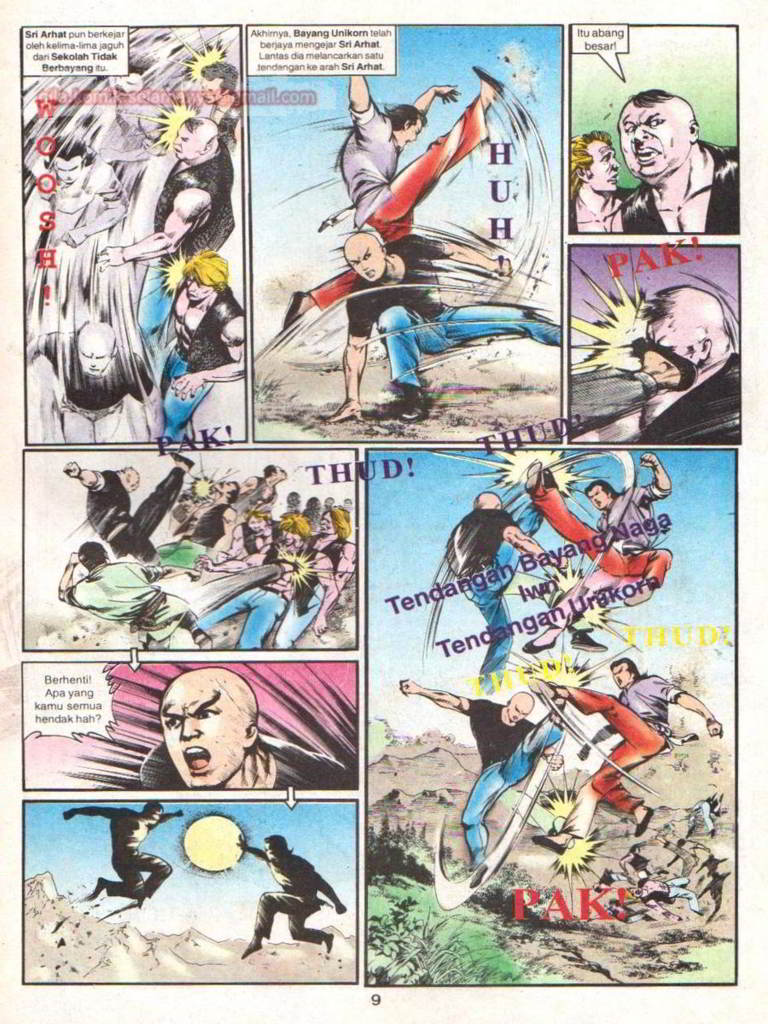 Sri Arhat pun berkejar
oleh kelima-lima jaguh
dari Sekolah Tidak
Berbayang itu.
WOOSH!
Akhirnya, Bayang Unikorn telah
berjaya mengejar Sri Arhat.
Lantas dia melancarkan satu
tendangan ke arah Sri Arhat.
HUH!
Itu abang
besar!
PAK!
PAK!
THUD!
THUD!
Berhenti!
Apa yang
kamu semua
hendak hah?
Tendangan Bayang Naga
lwn
Tendangan Unikorn
THUD!
THUD!
PAK!
9